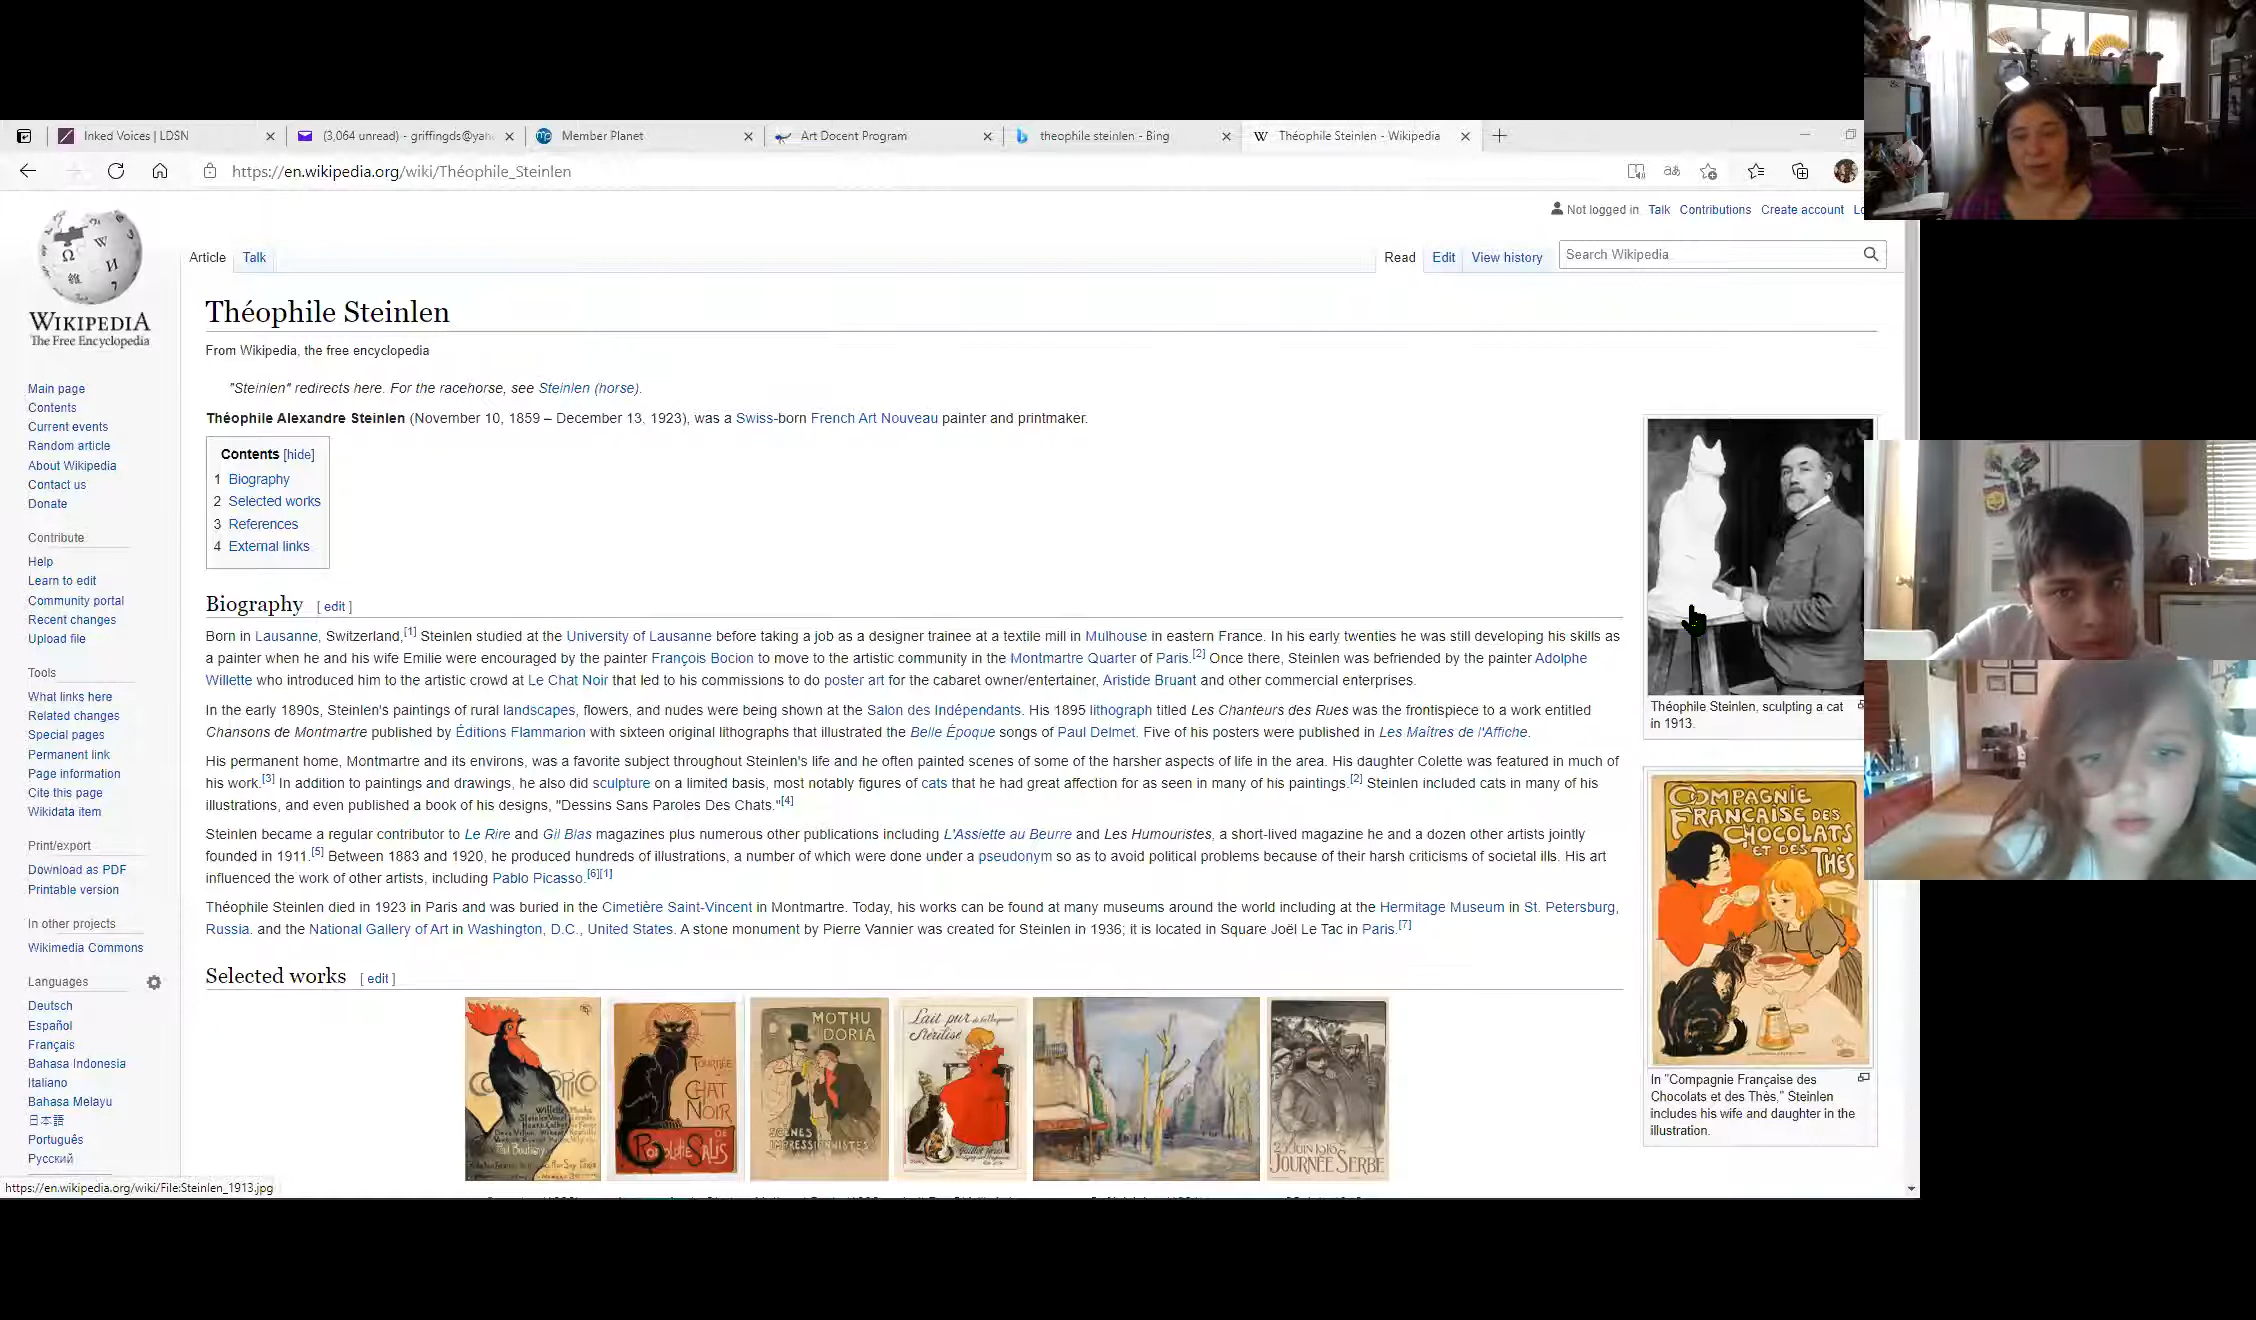 Inked Voices | LDSN
(3,064 unread) - griffingds@yah
Member Planet
Art Docent Program
theophile steinlen - Bing
Théophile Steinlen - Wikipedia
https://en.wikipedia.org/wiki/Théophile_Steinlen
Not logged in Talk Contributions Create account Lo
Article Talk
Read Edit View history
Search Wikipedia
WIKIPEDIA
The Free Encyclopedia
Main page
Contents
Current events
Random article
About Wikipedia
Contact us
Donate
Contribute
Help
Learn to edit
Community portal
Recent changes
Upload file
Tools
What links here
Related changes
Special pages
Permanent link
Page information
Cite this page
Wikidata item
Print/export
Download as PDF
Printable version
In other projects
Wikimedia Commons
Languages
Deutsch
Español
Français
Bahasa Indonesia
Italiano
Bahasa Melayu
日本語
Português
Русский
https://en.wikipedia.org/wiki/File:Steinlen_1913.jpg
Théophile Steinlen
From Wikipedia, the free encyclopedia
"Steinlen" redirects here. For the racehorse, see Steinlen (horse).
Théophile Alexandre Steinlen (November 10, 1859 – December 13, 1923), was a Swiss-born French Art Nouveau painter and printmaker.
Contents [hide]
1 Biography
2 Selected works
3 References
4 External links
Biography [ edit ]
Born in Lausanne, Switzerland,[1] Steinlen studied at the University of Lausanne before taking a job as a designer trainee at a textile mill in Mulhouse in eastern France. In his early twenties he was still developing his skills as
a painter when he and his wife Emilie were encouraged by the painter François Bocion to move to the artistic community in the Montmartre Quarter of Paris.[2] Once there, Steinlen was befriended by the painter Adolphe
Willette who introduced him to the artistic crowd at Le Chat Noir that led to his commissions to do poster art for the cabaret owner/entertainer, Aristide Bruant and other commercial enterprises.
In the early 1890s, Steinlen's paintings of rural landscapes, flowers, and nudes were being shown at the Salon des Indépendants. His 1895 lithograph titled Les Chanteurs des Rues was the frontispiece to a work entitled
Chansons de Montmartre published by Éditions Flammarion with sixteen original lithographs that illustrated the Belle Époque songs of Paul Delmet. Five of his posters were published in Les Maîtres de l'Affiche.
His permanent home, Montmartre and its environs, was a favorite subject throughout Steinlen's life and he often painted scenes of some of the harsher aspects of life in the area. His daughter Colette was featured in much of
his work.[3] In addition to paintings and drawings, he also did sculpture on a limited basis, most notably figures of cats that he had great affection for as seen in many of his paintings.[2] Steinlen included cats in many of his
illustrations, and even published a book of his designs, "Dessins Sans Paroles Des Chats."[4]
Steinlen became a regular contributor to Le Rire and Gil Blas magazines plus numerous other publications including L'Assiette au Beurre and Les Humouristes, a short-lived magazine he and a dozen other artists jointly
founded in 1911.[5] Between 1883 and 1920, he produced hundreds of illustrations, a number of which were done under a pseudonym so as to avoid political problems because of their harsh criticisms of societal ills. His art
influenced the work of other artists, including Pablo Picasso.[6][1]
Théophile Steinlen died in 1923 in Paris and was buried in the Cimetière Saint-Vincent in Montmartre. Today, his works can be found at many museums around the world including at the Hermitage Museum in St. Petersburg,
Russia. and the National Gallery of Art in Washington, D.C., United States. A stone monument by Pierre Vannier was created for Steinlen in 1936; it is located in Square Joël Le Tac in Paris.[7]
Selected works [ edit ]
MOTHU
DORIA
SCÈNES
IMPRESSIONNISTES
Lait pur
Stérilisé
TOURNÉE
CHAT
NOIR
DE
RODOLPHE SALIS
25 JUIN 1916
JOURNÉE SERBE
Théophile Steinlen, sculpting a cat
in 1913.
COMPAGNIE
FRANÇAISE DES
CHOCOLATS
ET DES
THÉS
In "Compagnie Française des
Chocolats et des Thès," Steinlen
includes his wife and daughter in the
illustration.